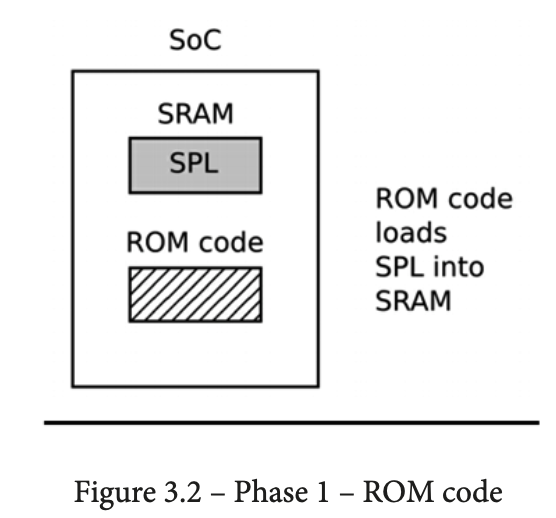 SoC
SRAM
SPL
ROM code
ROM code
loads
SPL into
SRAM
Figure 3.2 – Phase 1 – ROM code